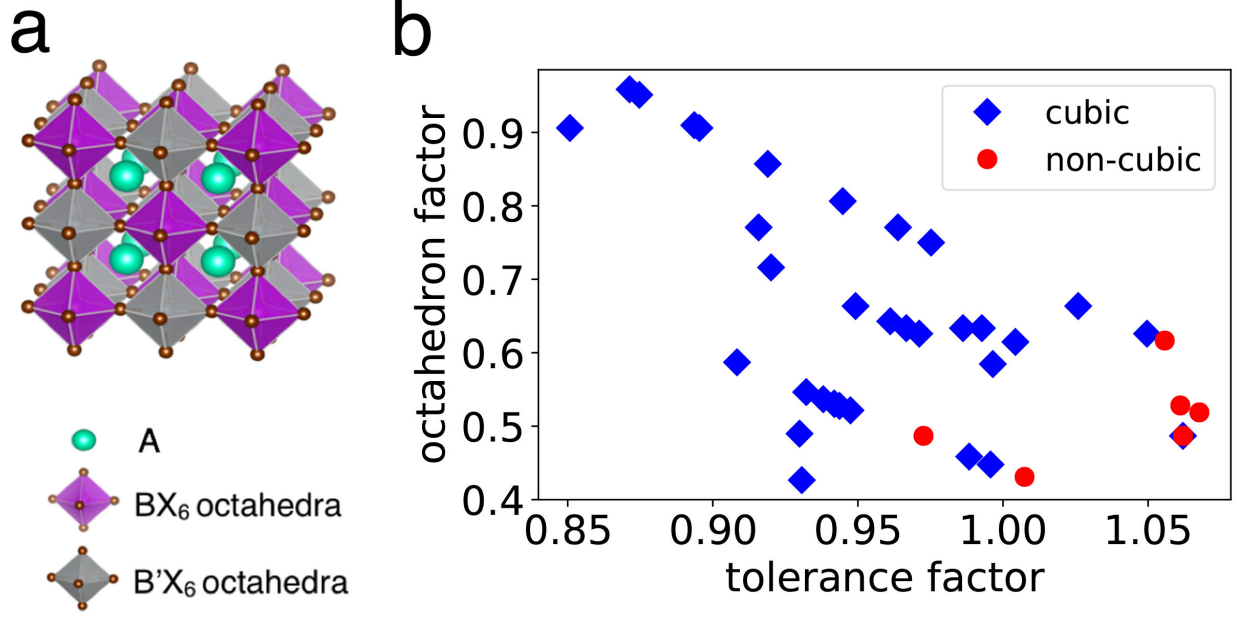 a
A
BX₆ octahedra
B'X₆ octahedra
b
octahedron factor
0.9
0.8
0.7
0.6
0.5
0.4
cubic
non-cubic
0.85 0.90 0.95 1.00 1.05
tolerance factor